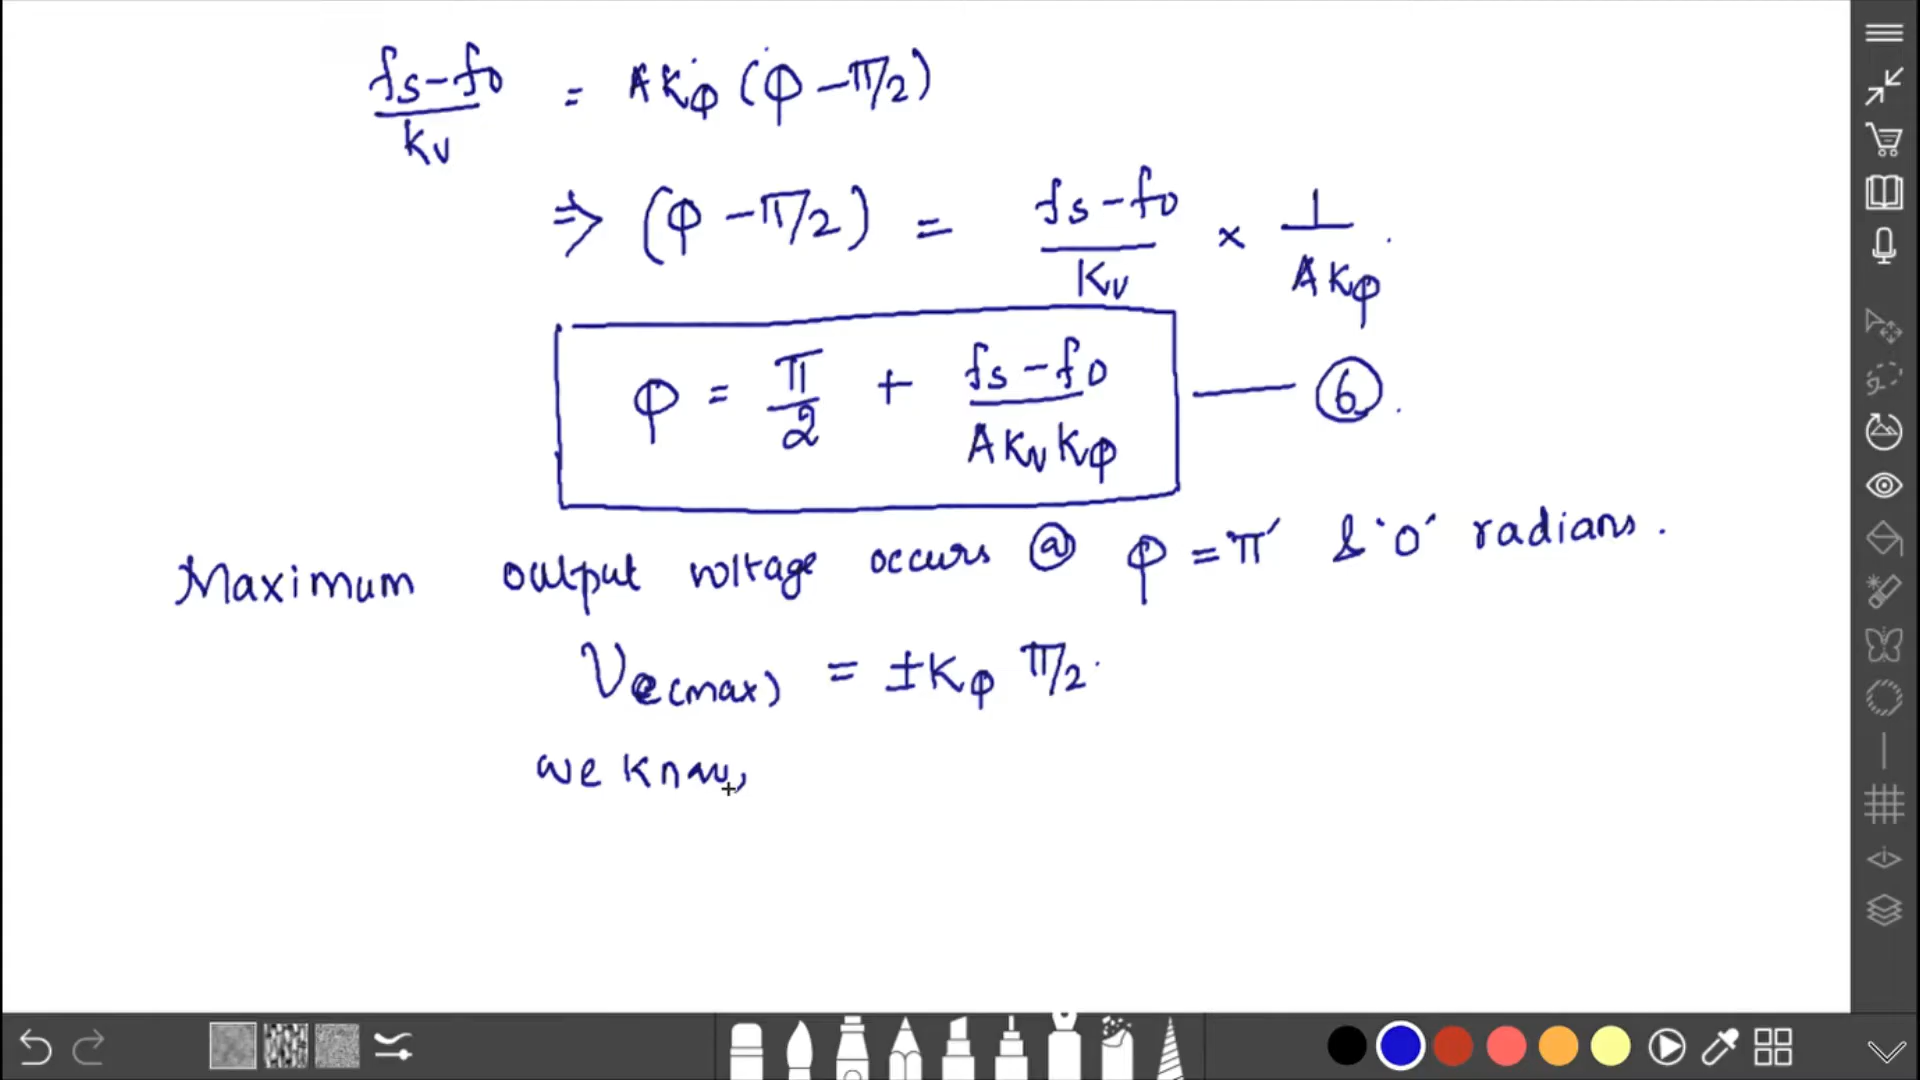 (fs-fo)/Kv = AKφ (φ-π/2)
⇒ (φ-π/2) = (fs-fo)/Kv × 1/(AKφ).
φ = π/2 + (fs-fo)/(AKvKφ) — ⑥.
Maximum output voltage occurs @ φ = π & '0' radians.
Ve(max) = ±Kφ π/2.
we know,